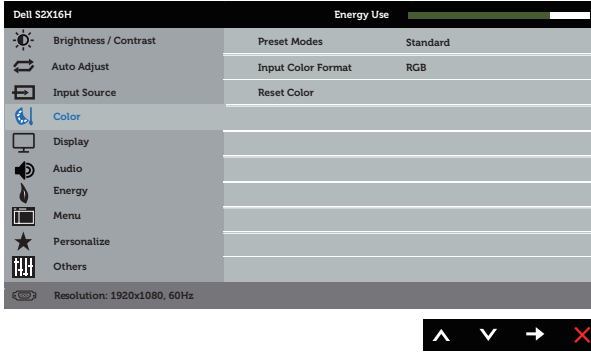 Dell S2X16H Energy Use
Brightness / Contrast Preset Modes Standard
Auto Adjust Input Color Format RGB
Input Source Reset Color
Color
Display
Audio
Energy
Menu
Personalize
Others
Resolution: 1920x1080, 60Hz